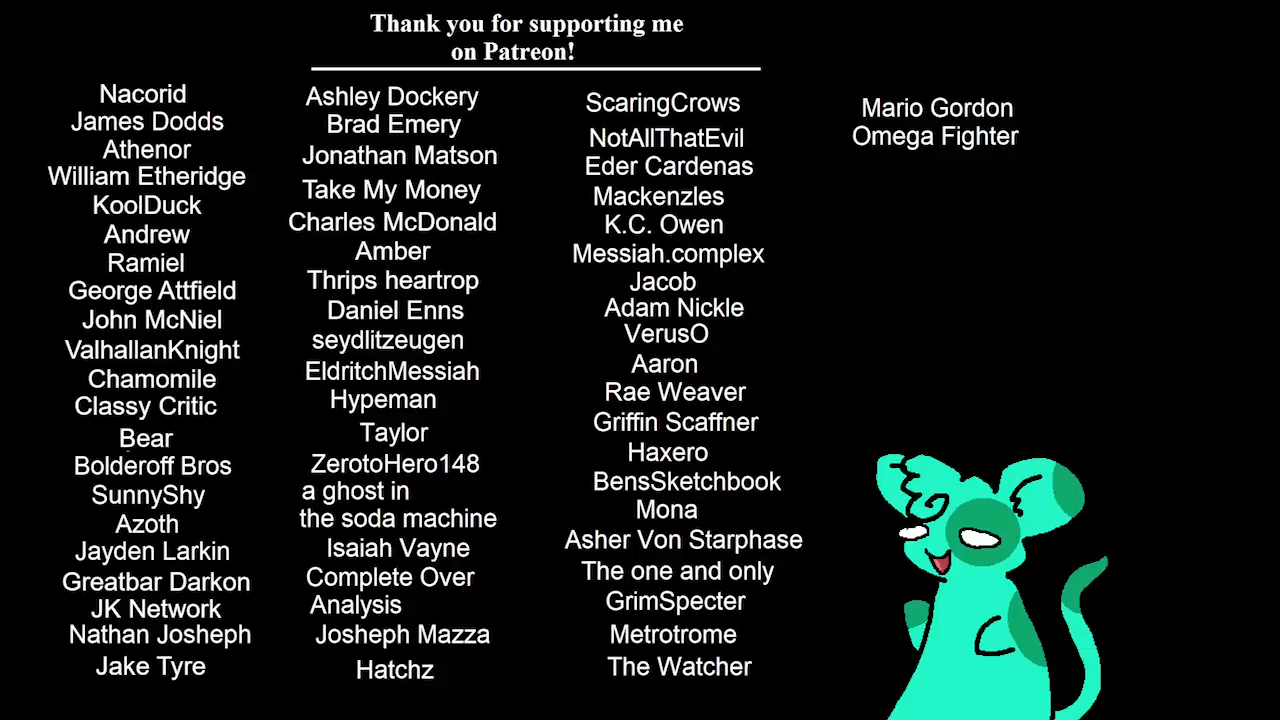 Thank you for supporting me
on Patreon!
Nacorid
James Dodds
Athenor
William Etheridge
KoolDuck
Andrew
Ramiel
George Attfield
John McNiel
ValhallanKnight
Chamomile
Classy Critic
Bear
Bolderoff Bros
SunnyShy
Azoth
Jayden Larkin
Greatbar Darkon
JK Network
Nathan Josheph
Jake Tyre
Ashley Dockery
Brad Emery
Jonathan Matson
Take My Money
Charles McDonald
Amber
Thrips heartrop
Daniel Enns
seydlitzeugen
EldritchMessiah
Hypeman
Taylor
ZerotoHero148
a ghost in
the soda machine
Isaiah Vayne
Complete Over
Analysis
Josheph Mazza
Hatchz
ScaringCrows
NotAllThatEvil
Eder Cardenas
Mackenzles
K.C. Owen
Messiah.complex
Jacob
Adam Nickle
VerusO
Aaron
Rae Weaver
Griffin Scaffner
Haxero
BensSketchbook
Mona
Asher Von Starphase
The one and only
GrimSpecter
Metrotrome
The Watcher
Mario Gordon
Omega Fighter